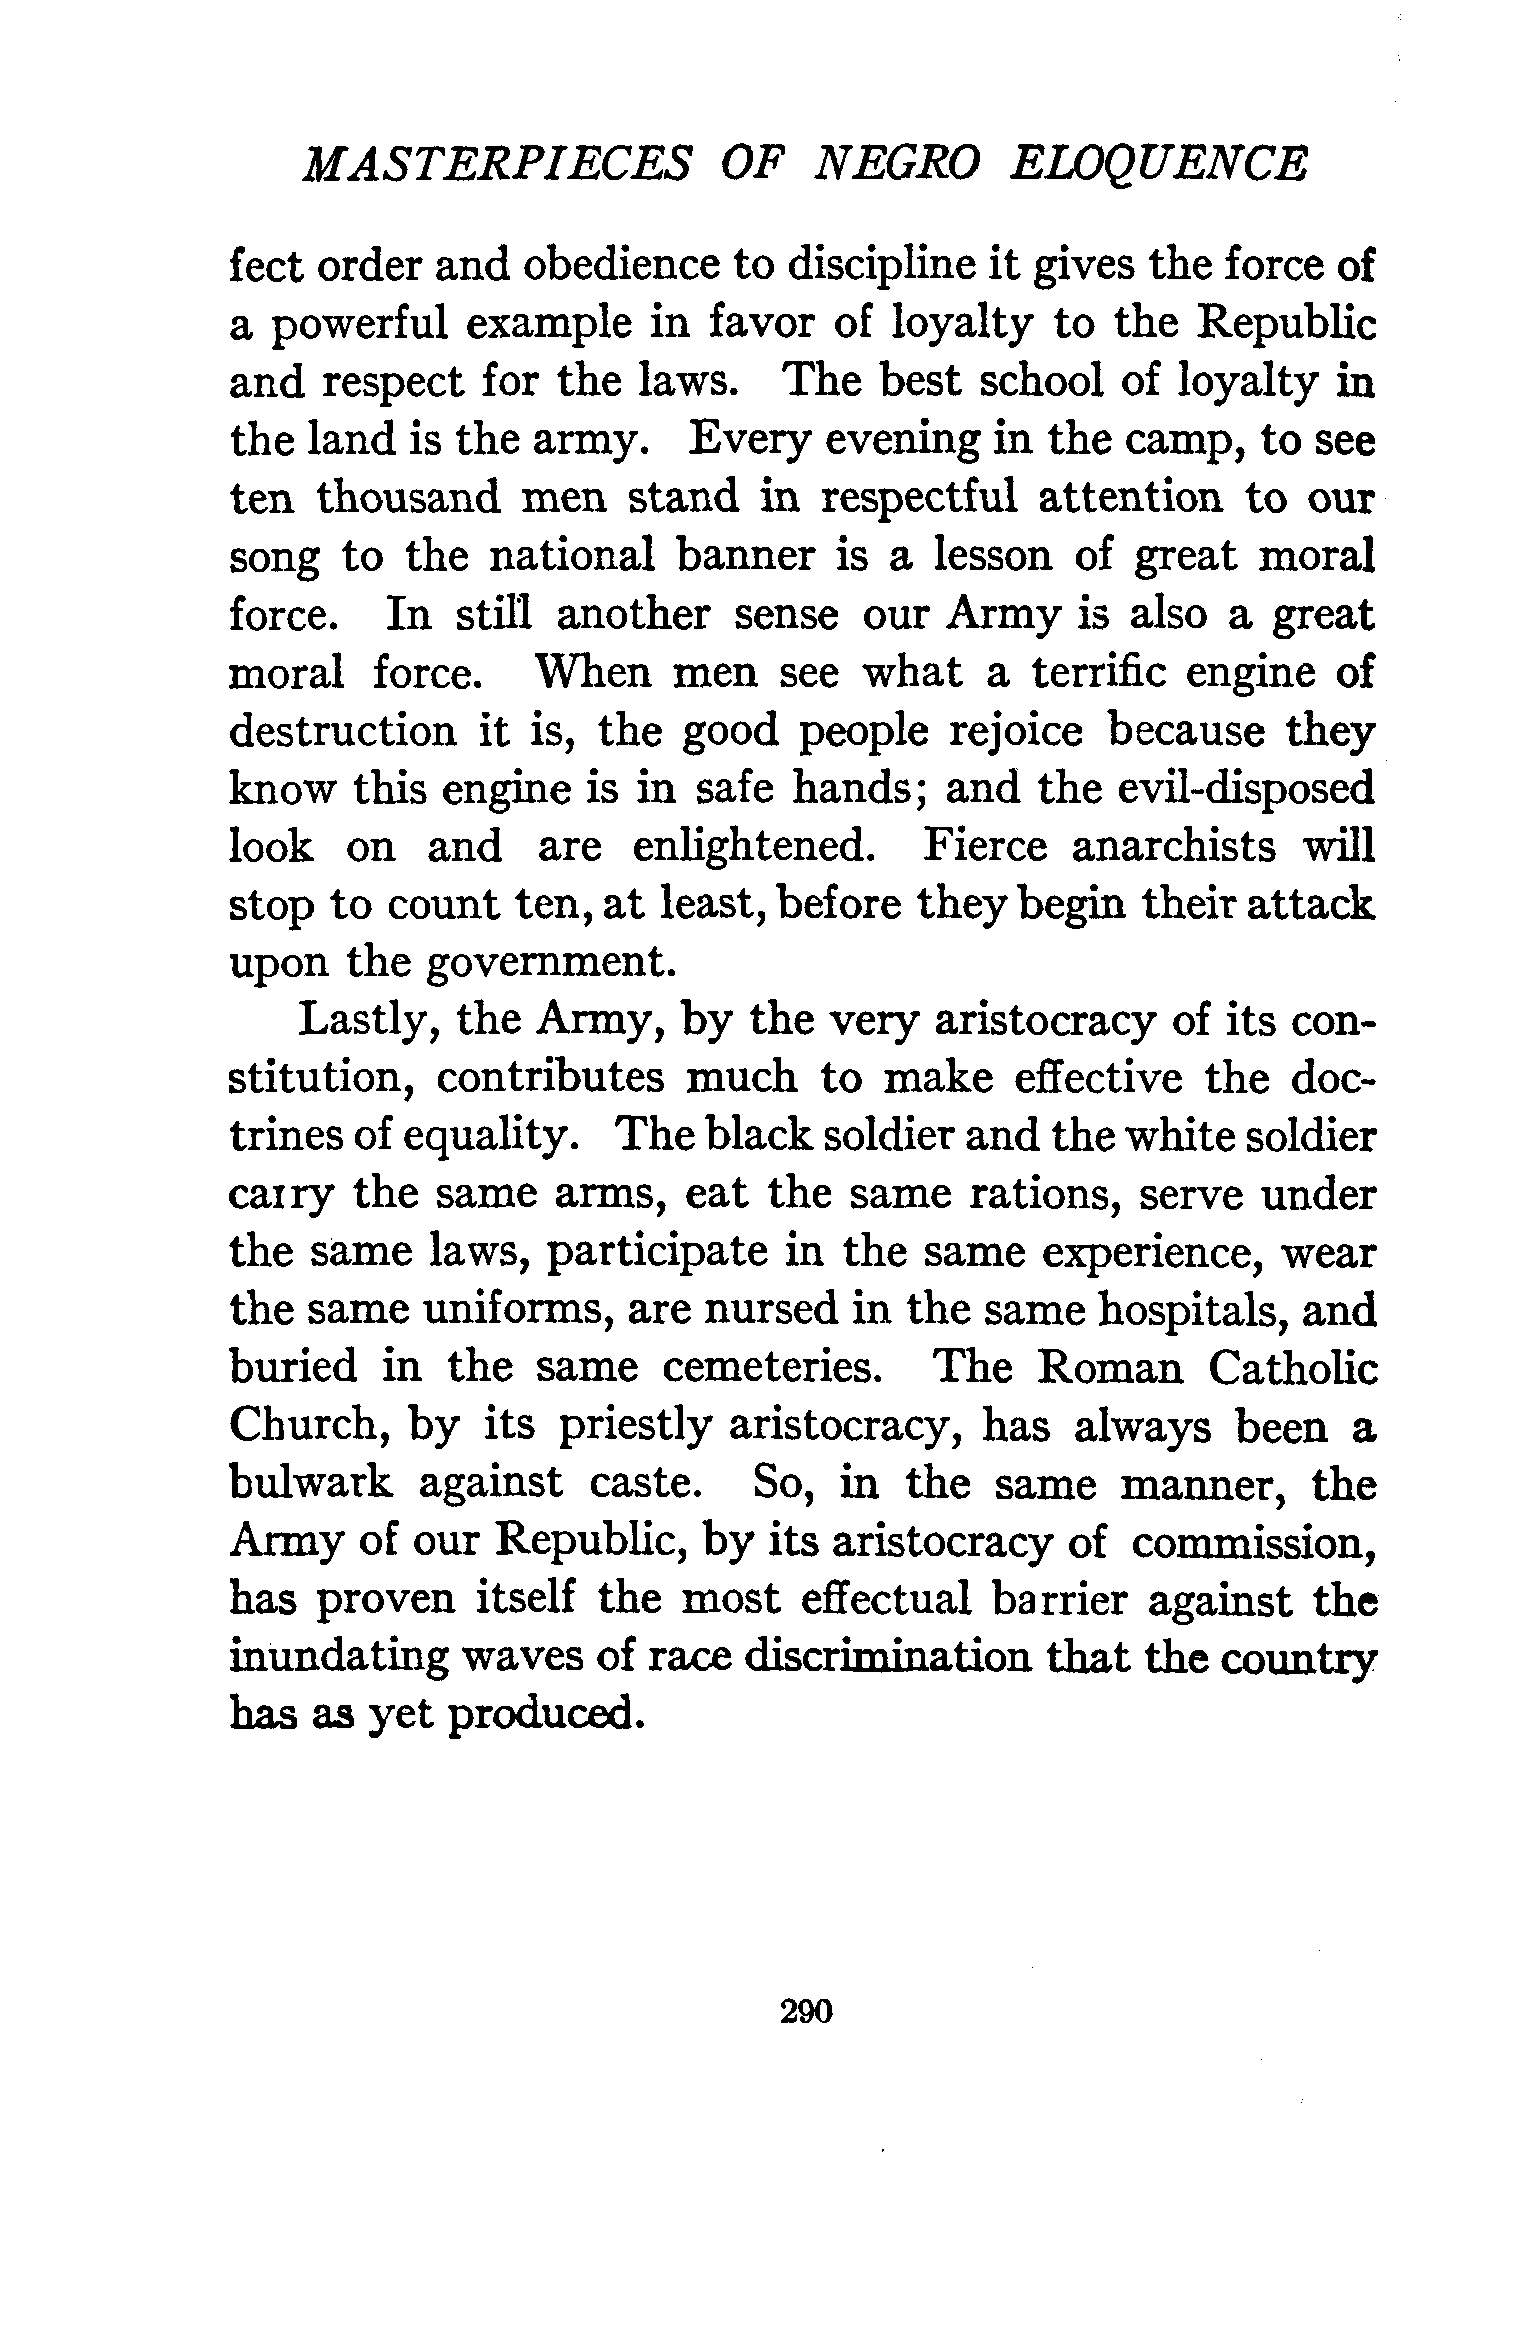 MASTERPIECES OF NEGRO ELOQUENCE
fect order and obedience to discipline it gives the force of
a powerful example in favor of loyalty to the Republic
and respect for the laws. The best school of loyalty in
the land is the army. Every evening in the camp, to see
ten thousand men stand in respectful attention to our
song to the national banner is a lesson of great moral
force. In still another sense our Army is also a great
moral force. When men see what a terrific engine of
destruction it is, the good people rejoice because they
know this engine is in safe hands; and the evil-disposed
look on and are enlightened. Fierce anarchists will
stop to count ten, at least, before they begin their attack
upon the government.
Lastly, the Army, by the very aristocracy of its con-
stitution, contributes much to make effective the doc-
trines of equality. The black soldier and the white soldier
carry the same arms, eat the same rations, serve under
the same laws, participate in the same experience, wear
the same uniforms, are nursed in the same hospitals, and
buried in the same cemeteries. The Roman Catholic
Church, by its priestly aristocracy, has always been a
bulwark against caste. So, in the same manner, the
Army of our Republic, by its aristocracy of commission,
has proven itself the most effectual barrier against the
inundating waves of race discrimination that the country
has as yet produced.
290